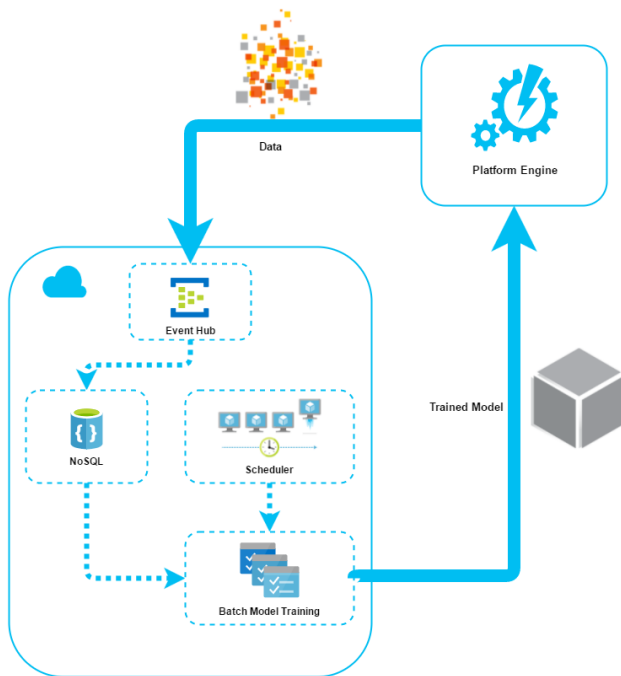 Data
Platform Engine
Event Hub
NoSQL
Scheduler
Trained Model
Batch Model Training